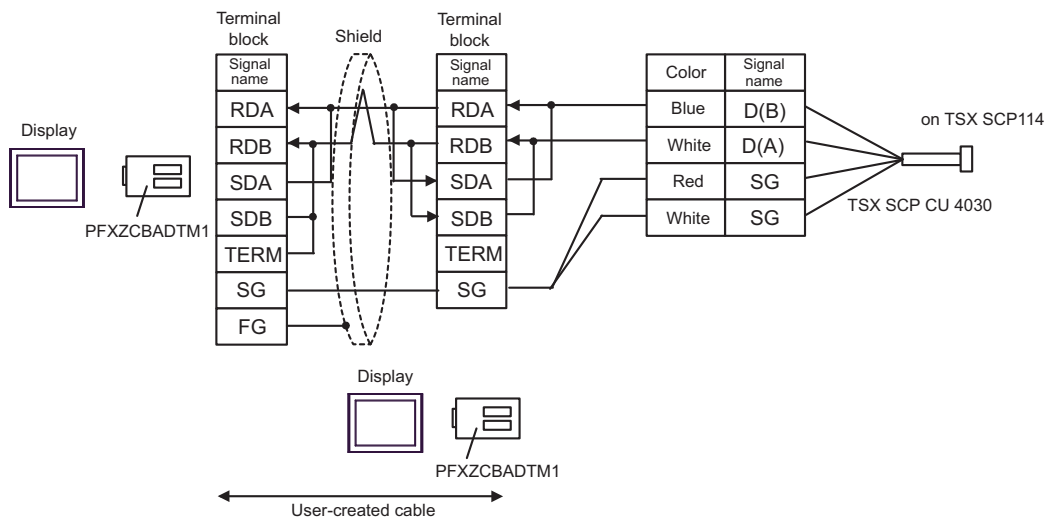 Terminal
block
Shield
Terminal
block
Signal
name
RDA
RDB
SDA
SDB
TERM
SG
FG
Signal
name
RDA
RDB
SDA
SDB
TERM
SG
Color
Signal
name
Blue
D(B)
White
D(A)
Red
SG
White
SG
on TSX SCP114
TSX SCP CU 4030
Display
PFXZCBADTM1
Display
PFXZCBADTM1
User-created cable